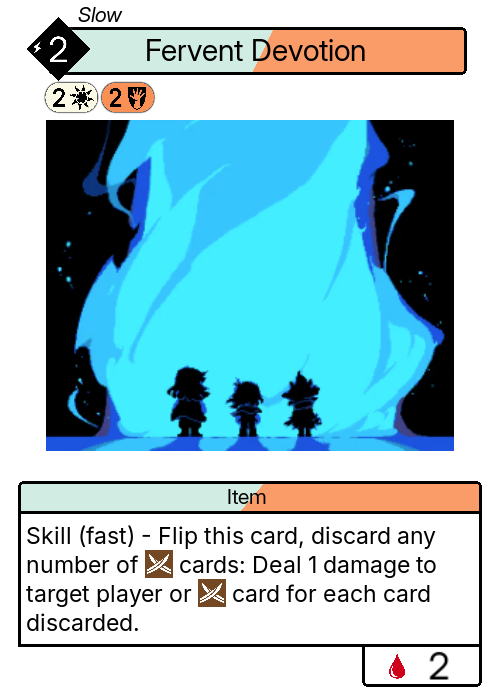 Slow
2 Fervent Devotion
2 2
Item
Skill (fast) - Flip this card, discard any
number of cards: Deal 1 damage to
target player or card for each card
discarded.
2